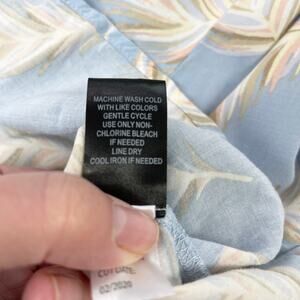 MACHINE WASH COLD
WITH LIKE COLORS
GENTLE CYCLE
USE ONLY NON-
CHLORINE BLEACH
IF NEEDED
LINE DRY
COOL IRON IF NEEDED
CUT DATE:
02/2020